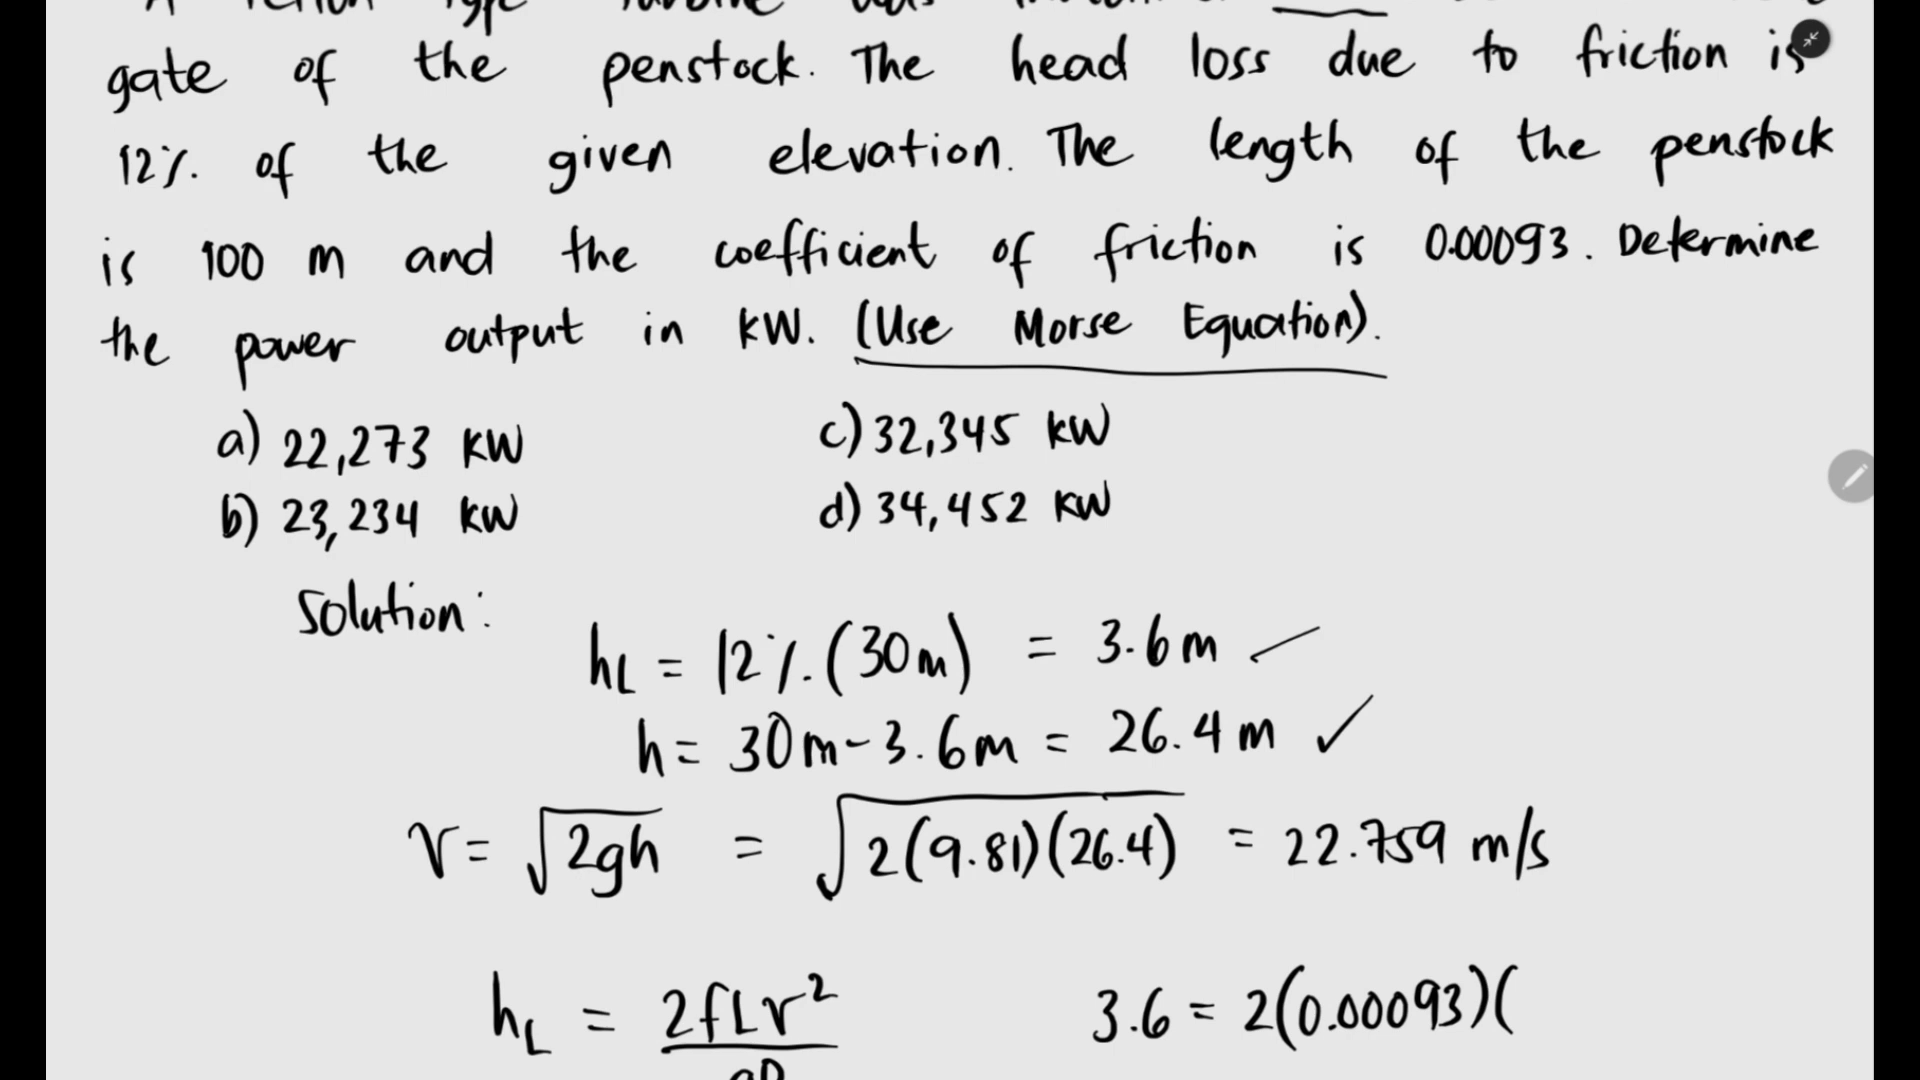 gate of the penstock. The head loss due to friction is
12%. of the given elevation. The length of the penstock
is 100 m and the coefficient of friction is 0.00093. Determine
the power output in kW. (Use Morse Equation).
a) 22,273 kW
b) 23,234 kW
c) 32,345 kW
d) 34,452 kW
Solution:
hL = 12%.(30m) = 3.6m
h = 30m - 3.6m = 26.4 m ✓
V = √2gh = √2(9.81)(26.4) = 22.759 m/s
hL = 2fLv²
3.6 = 2(0.00093)(